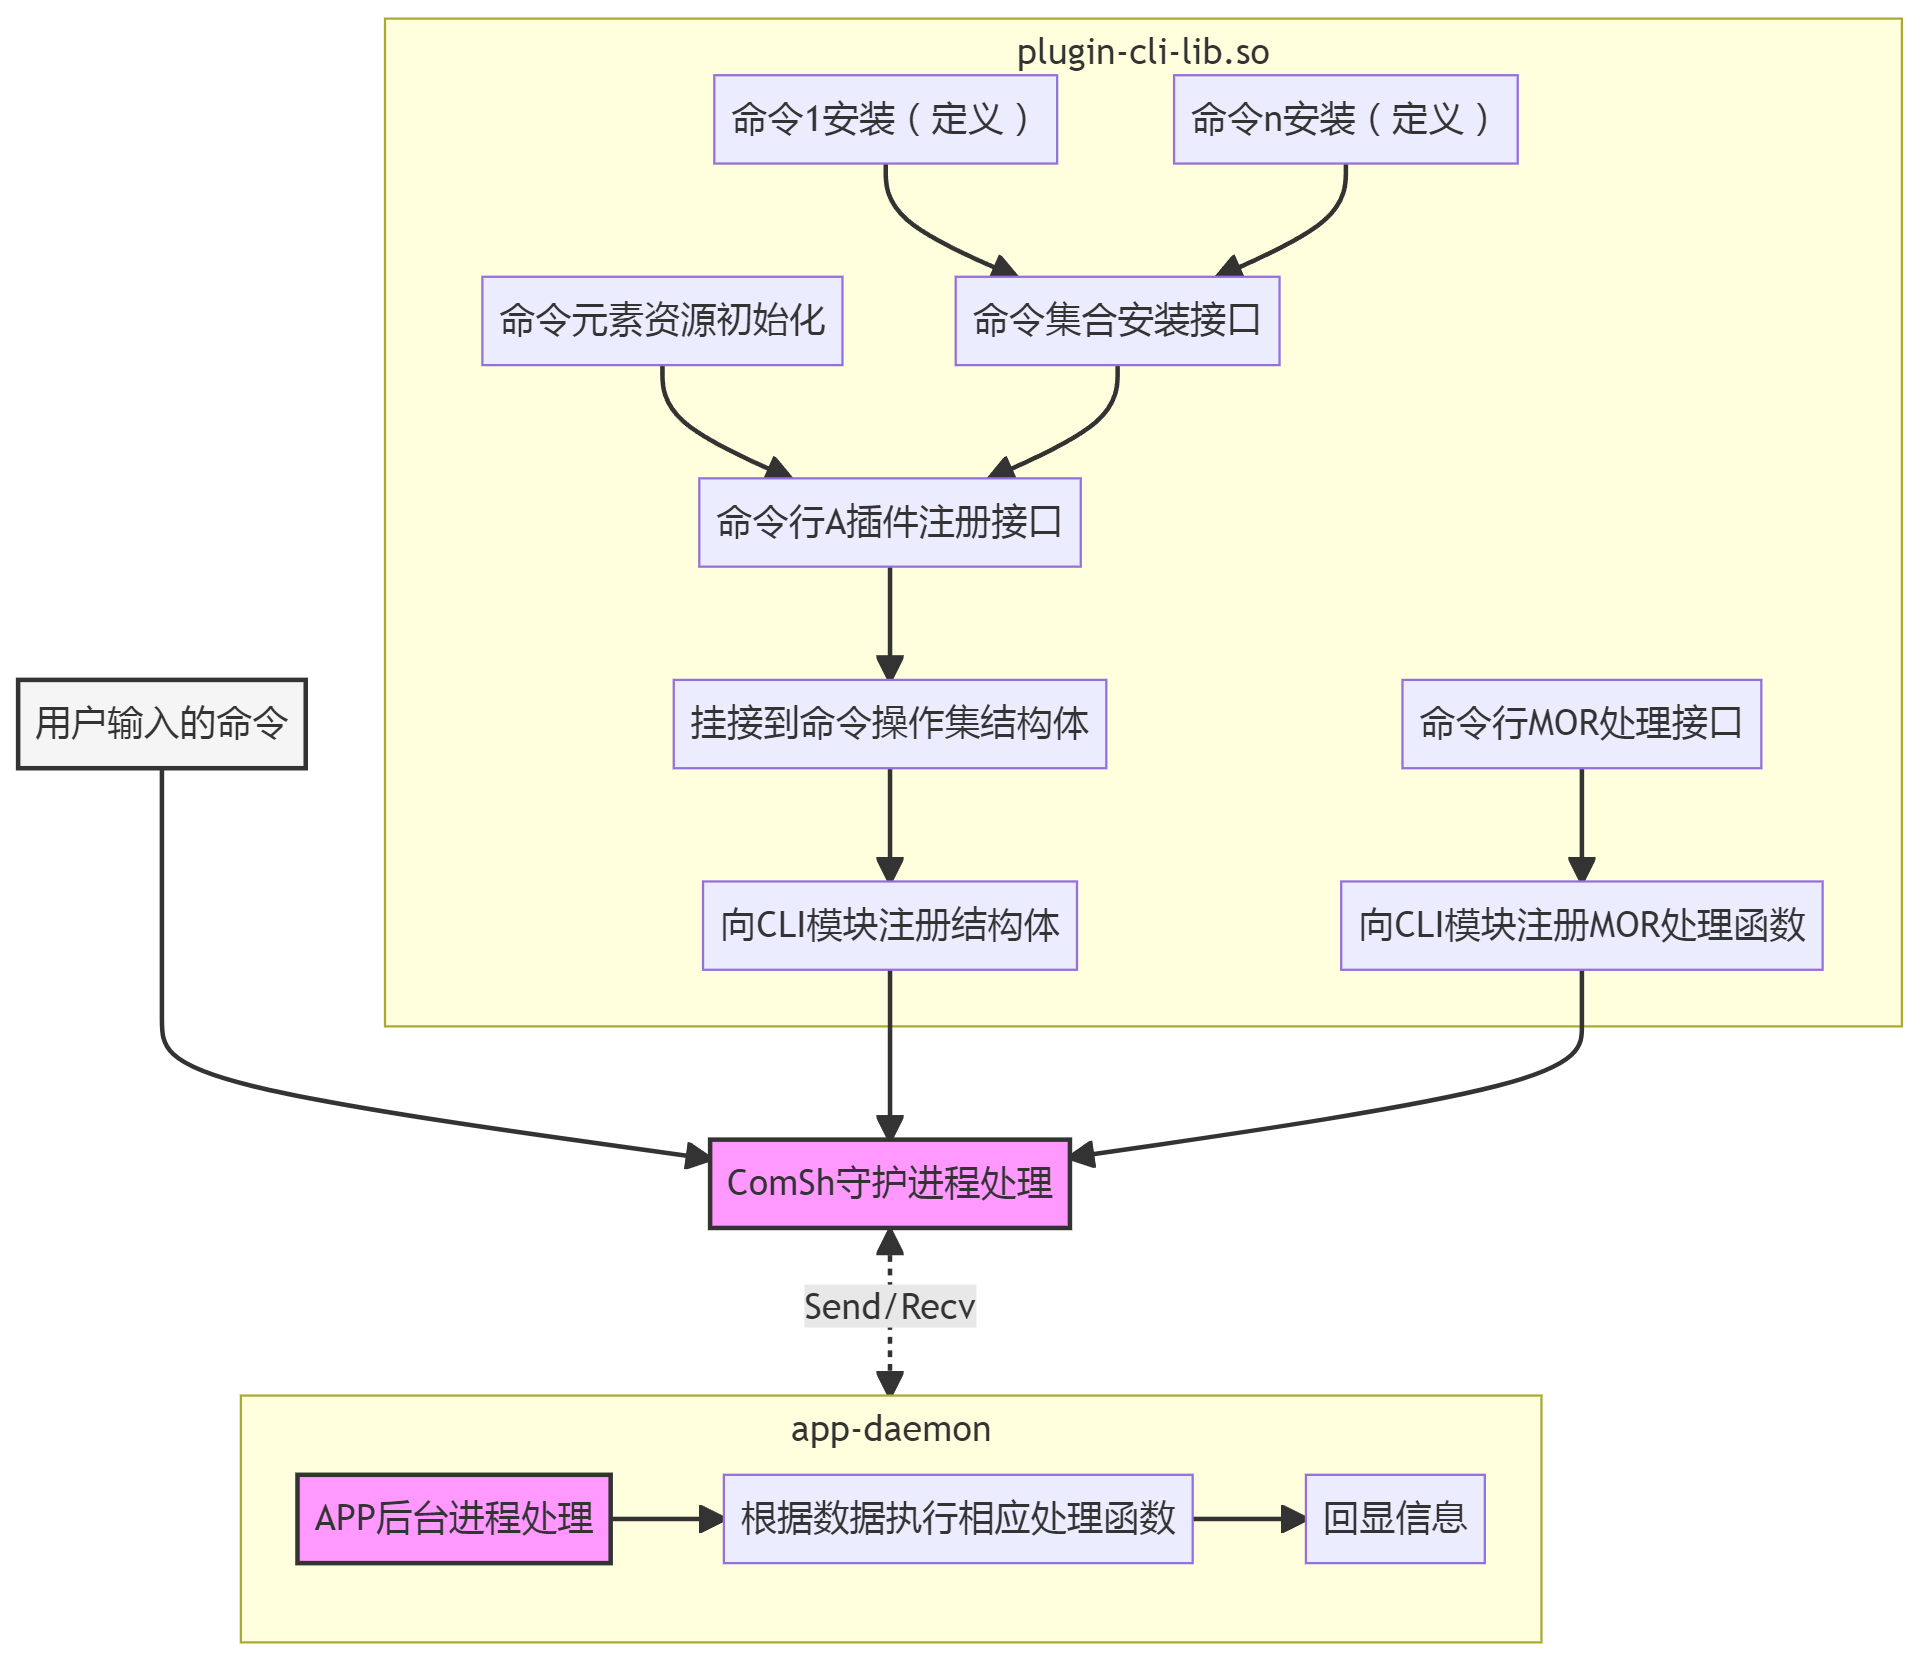 plugin-cli-lib.so
命令1安装（定义）
命令n安装（定义）
命令元素资源初始化
命令集合安装接口
命令行A插件注册接口
用户输入的命令
挂接到命令操作集结构体
命令行MOR处理接口
向CLI模块注册结构体
向CLI模块注册MOR处理函数
ComSh守护进程处理
Send/Recv
app-daemon
APP后台进程处理
根据数据执行相应处理函数
回显信息